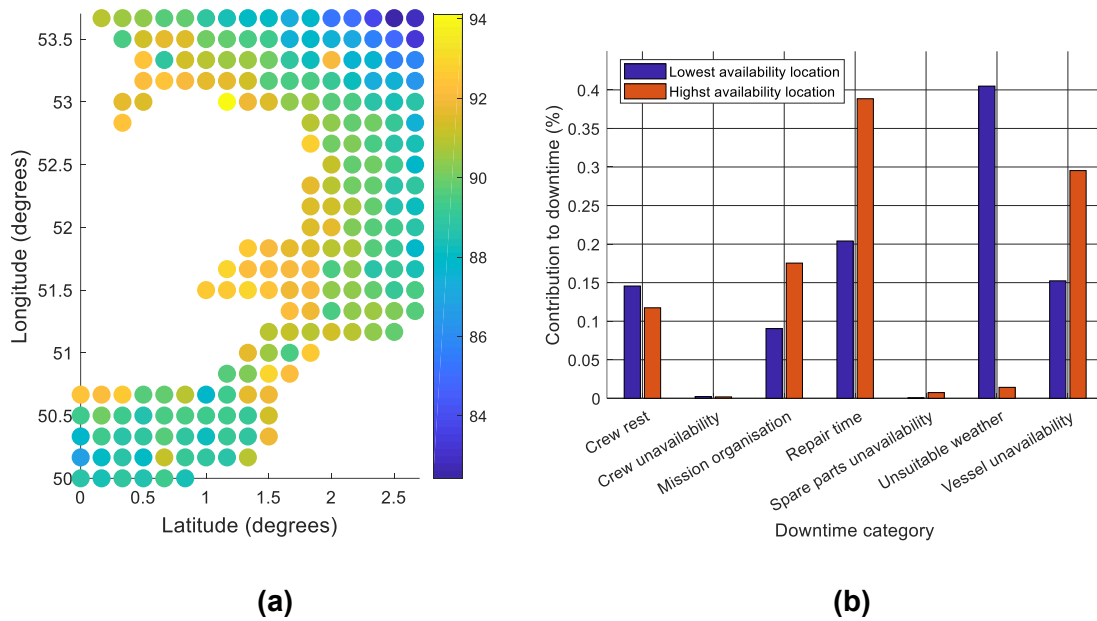 53.5
53
52.5
52
51.5
51
50.5
50
0
0.5
1
1.5
2
2.5
Longitude (degrees)
Latitude (degrees)
94
92
90
88
86
84
(a)
Lowest availability location
Highst availability location
0.4
0.35
0.3
0.25
0.2
0.15
0.1
0.05
0
Contribution to downtime (%)
Crew rest
Crew unavailability
Mission organisation
Repair time
Spare parts unavailability
Unsuitable weather
Vessel unavailability
Downtime category
(b)